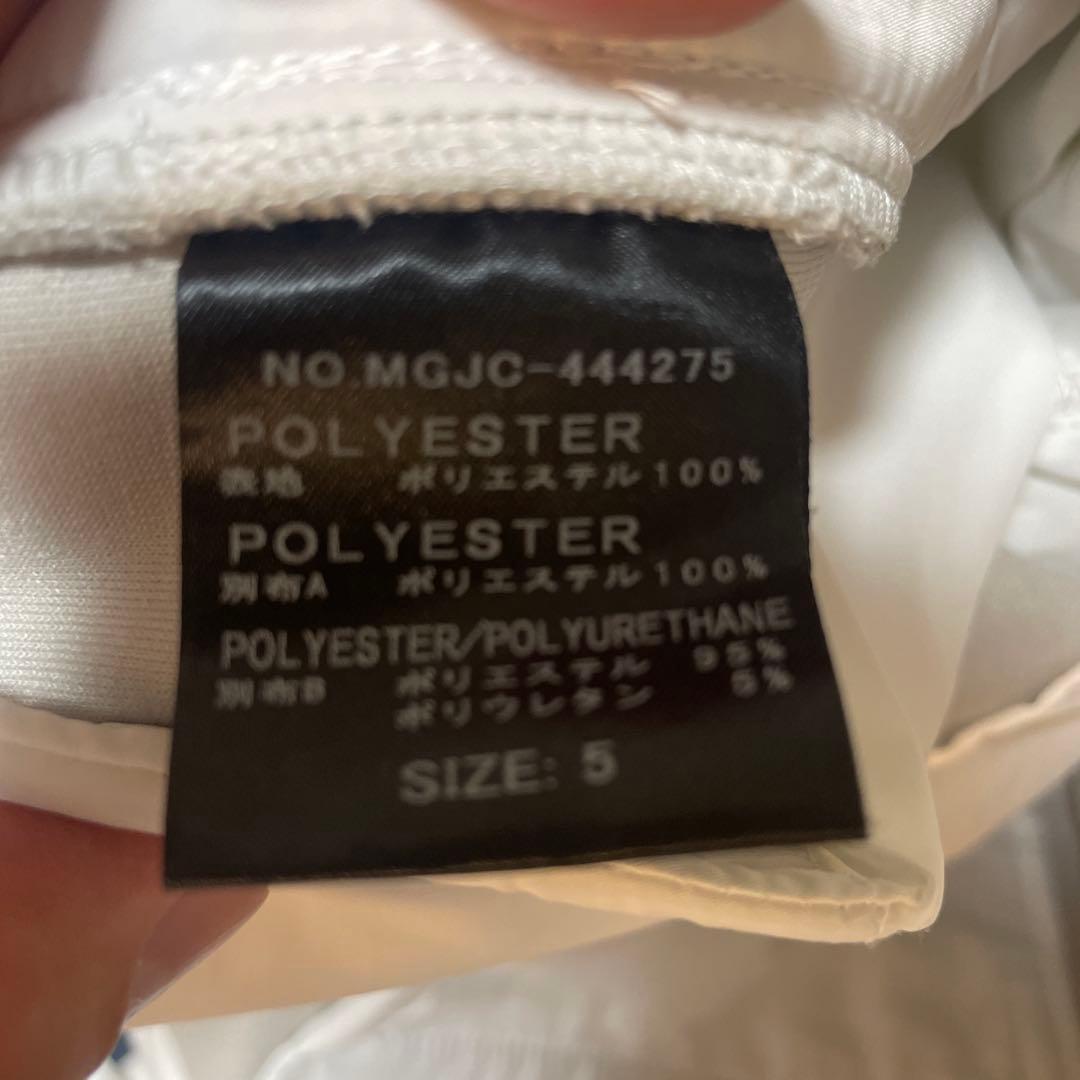 NO.MGJC-444275
POLYESTER
表地 ポリエステル100%
POLYESTER
別布A ポリエステル100%
POLYESTER/POLYURETHANE
別布B ポリエステル 95%
ポリウレタン 5%
SIZE: 5